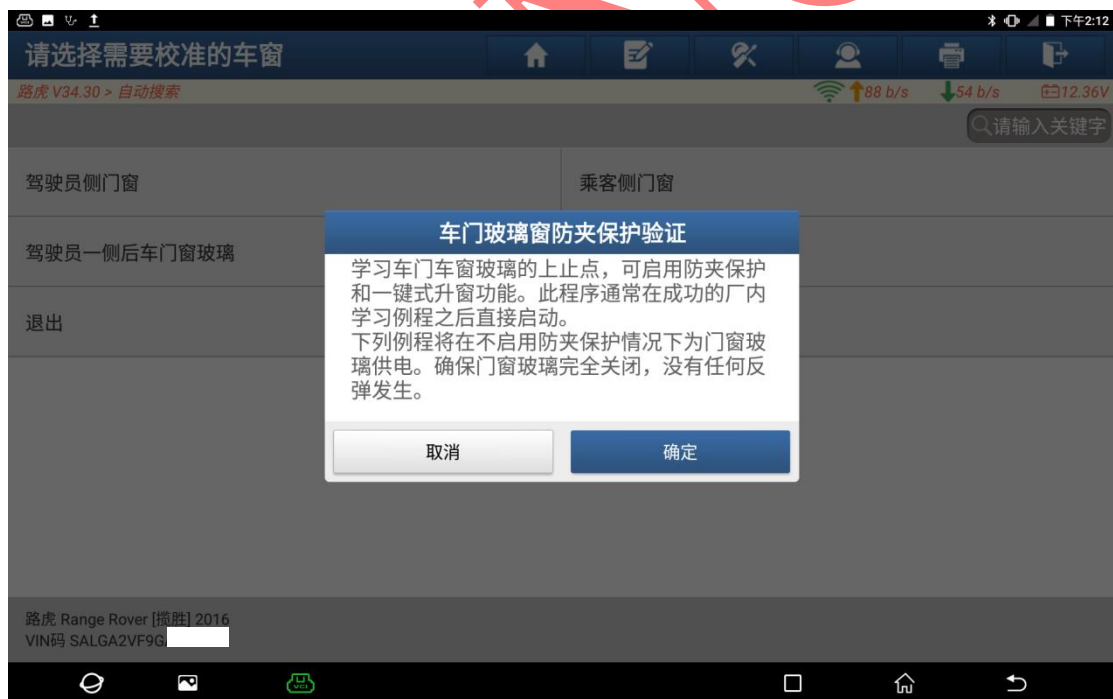 下午2:12
请选择需要校准的车窗
路虎 V34.30 > 自动搜索
88 b/s
54 b/s
12.36V
请输入关键字
驾驶员侧门窗
乘客侧门窗
驾驶员一侧后车门窗玻璃
退出
车门玻璃窗防夹保护验证
学习车门车窗玻璃的上止点，可启用防夹保护
和一键式升窗功能。此程序通常在成功的厂内
学习例程之后直接启动。
下列例程将在不启用防夹保护情况下为门窗玻
璃供电。确保门窗玻璃完全关闭，没有任何反
弹发生。
取消
确定
路虎 Range Rover [揽胜] 2016
VIN码 SALGA2VF9G
VCI